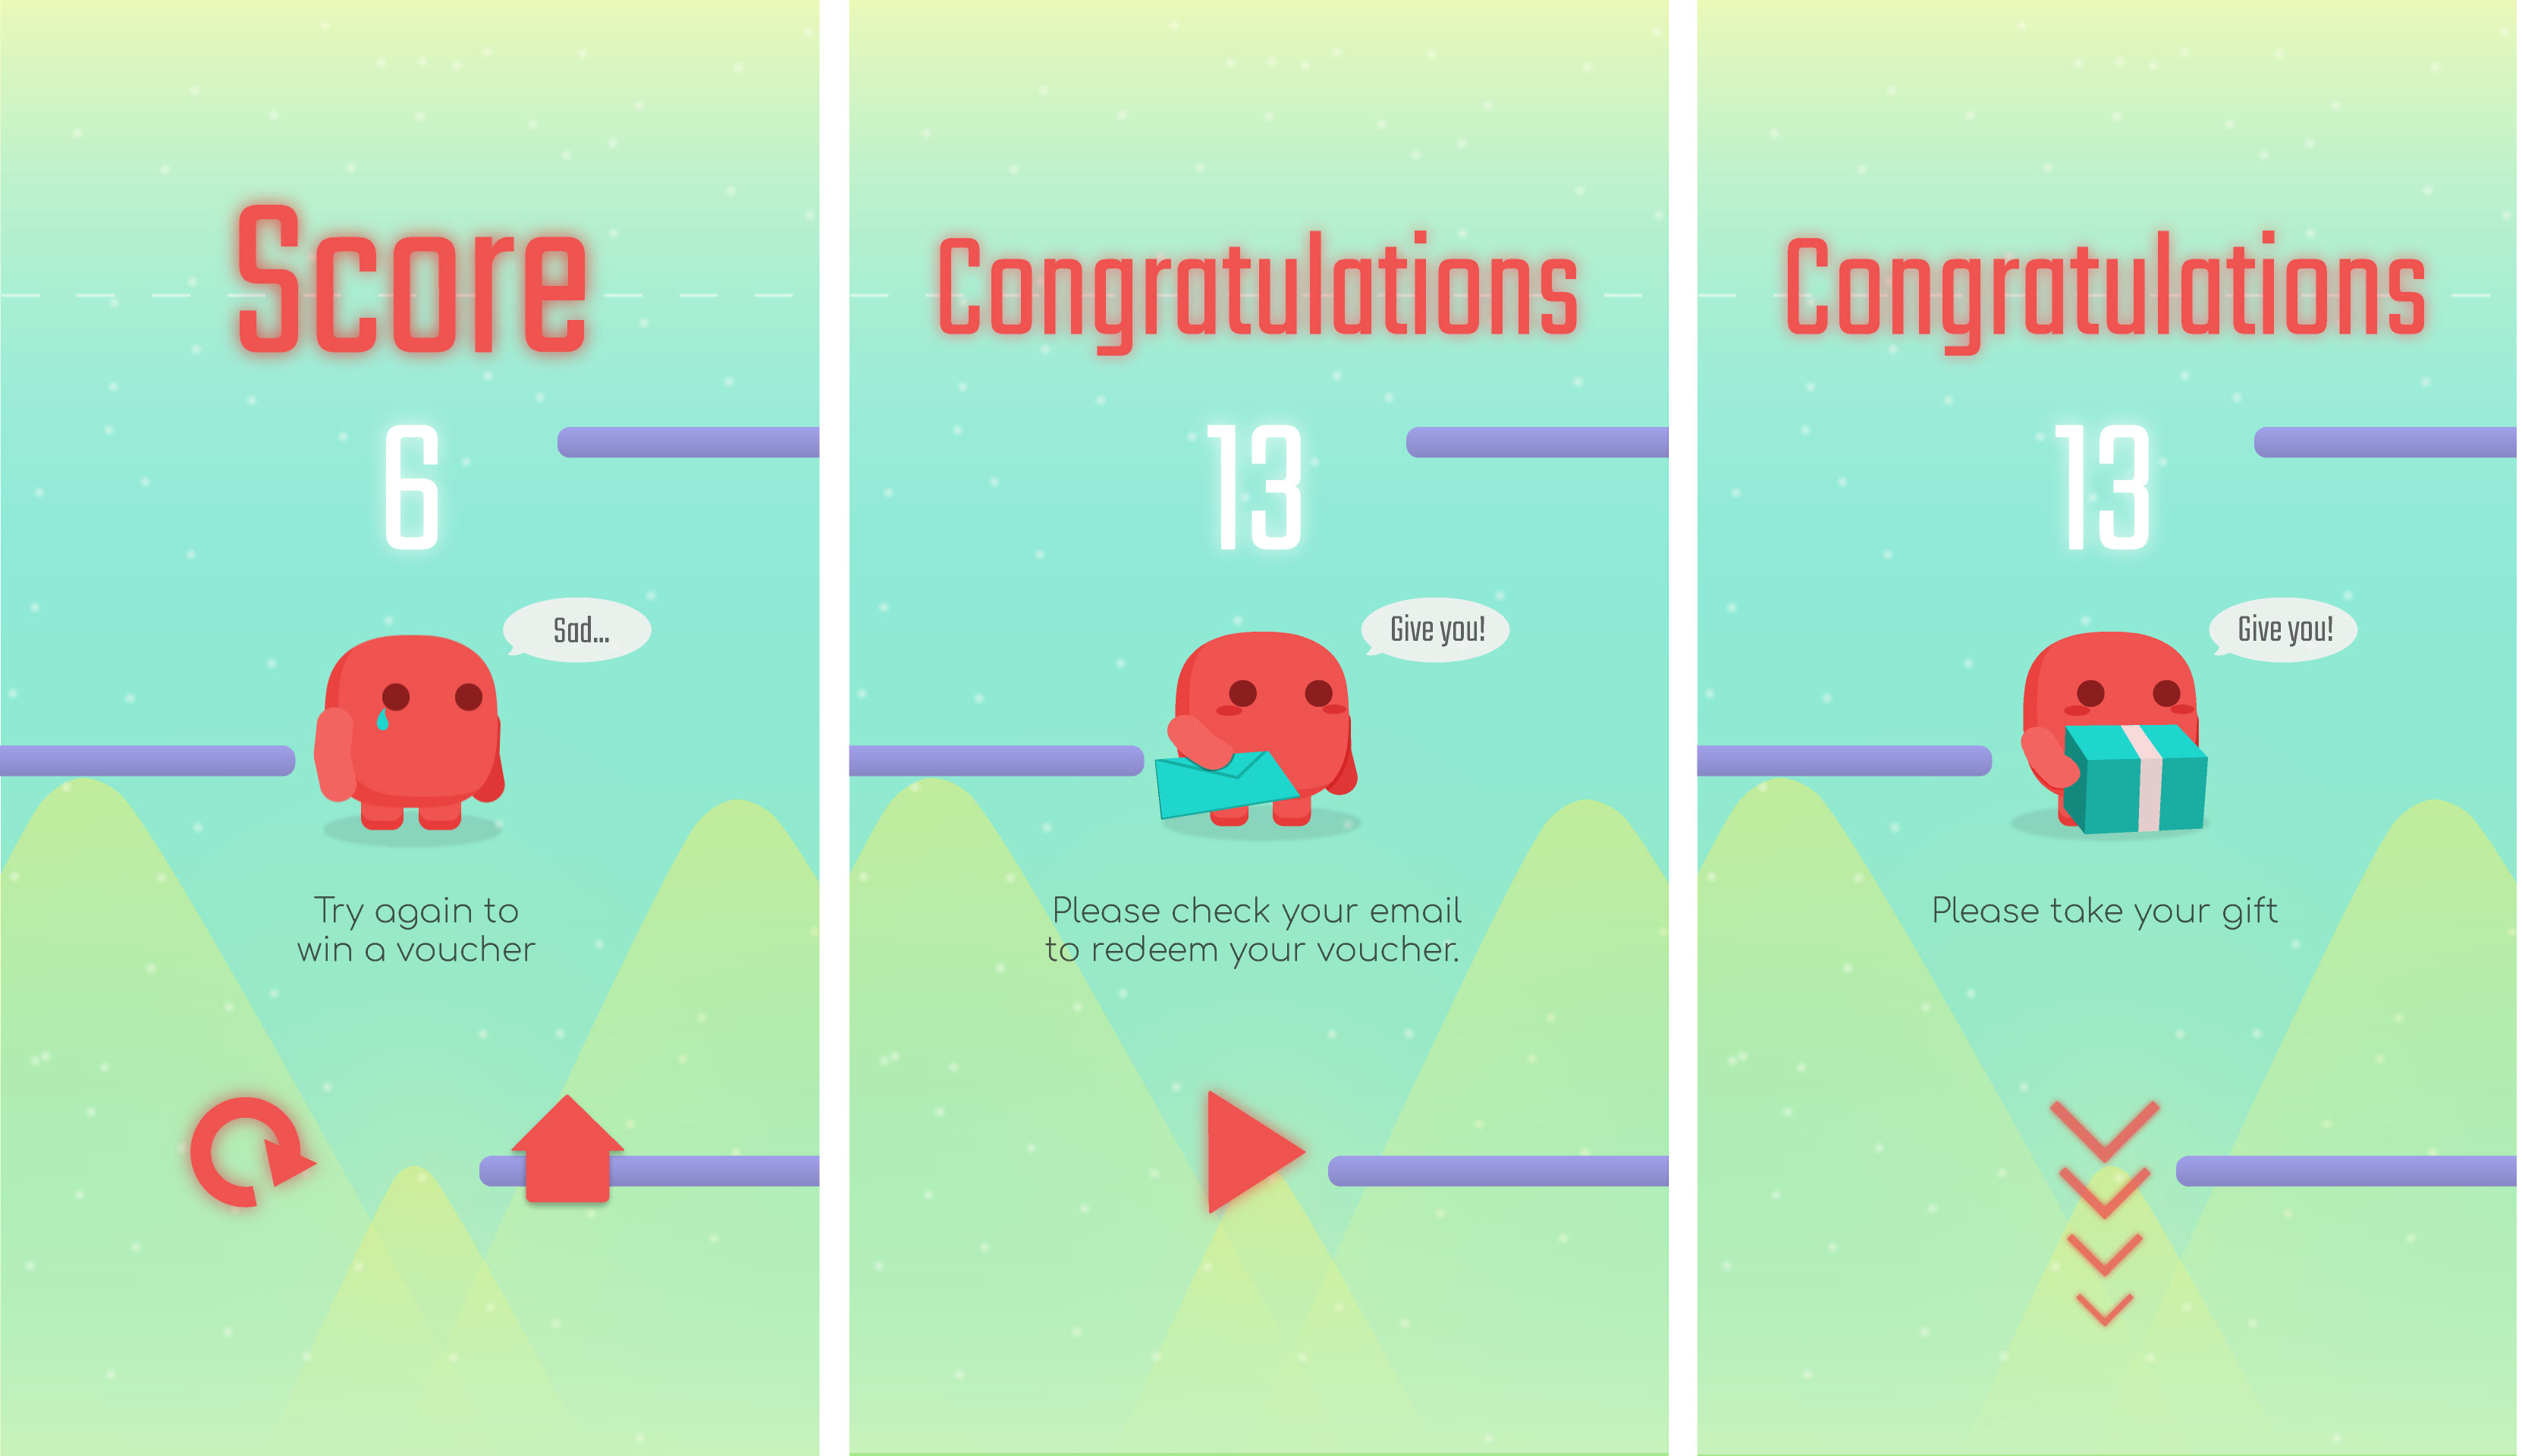 Score
6
Sad...
Try again to
win a voucher
Congratulations
13
Give you!
Please check your email
to redeem your voucher.
Congratulations
13
Give you!
Please take your gift